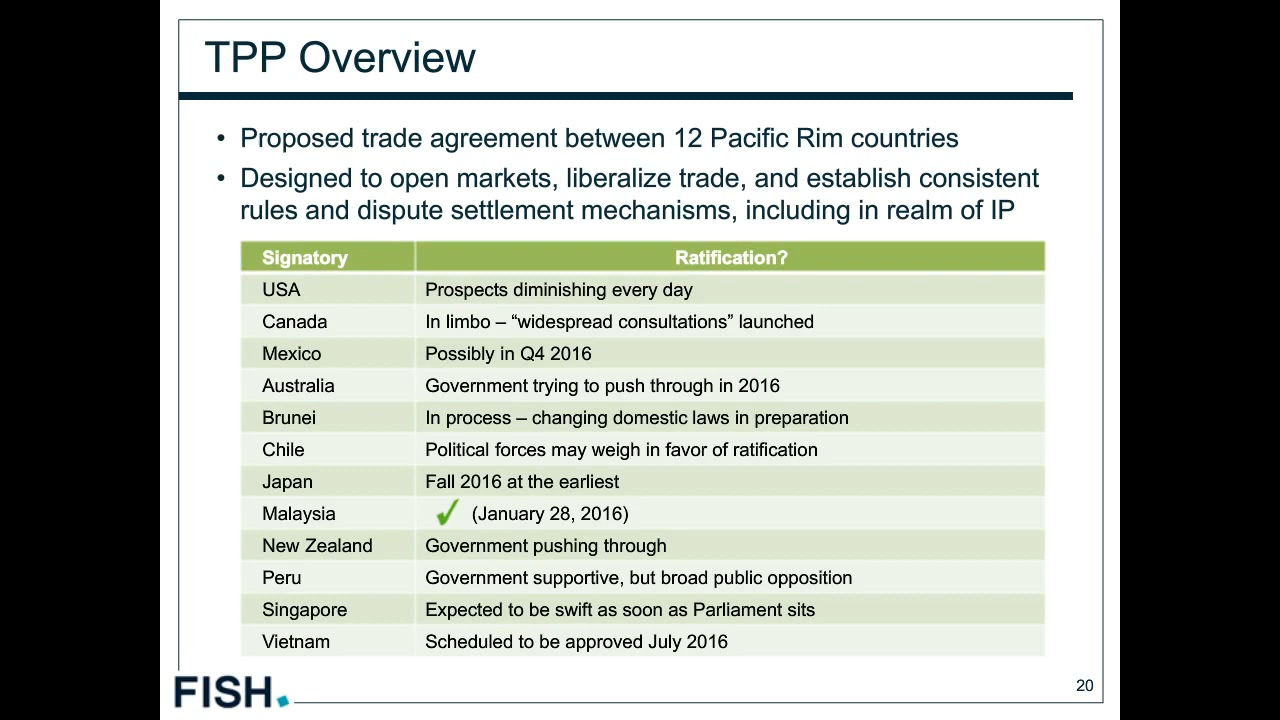 TPP Overview
• Proposed trade agreement between 12 Pacific Rim countries
• Designed to open markets, liberalize trade, and establish consistent
rules and dispute settlement mechanisms, including in realm of IP
Signatory Ratification?
USA Prospects diminishing every day
Canada In limbo – “widespread consultations” launched
Mexico Possibly in Q4 2016
Australia Government trying to push through in 2016
Brunei In process – changing domestic laws in preparation
Chile Political forces may weigh in favor of ratification
Japan Fall 2016 at the earliest
Malaysia ✓ (January 28, 2016)
New Zealand Government pushing through
Peru Government supportive, but broad public opposition
Singapore Expected to be swift as soon as Parliament sits
Vietnam Scheduled to be approved July 2016
FISH.
20